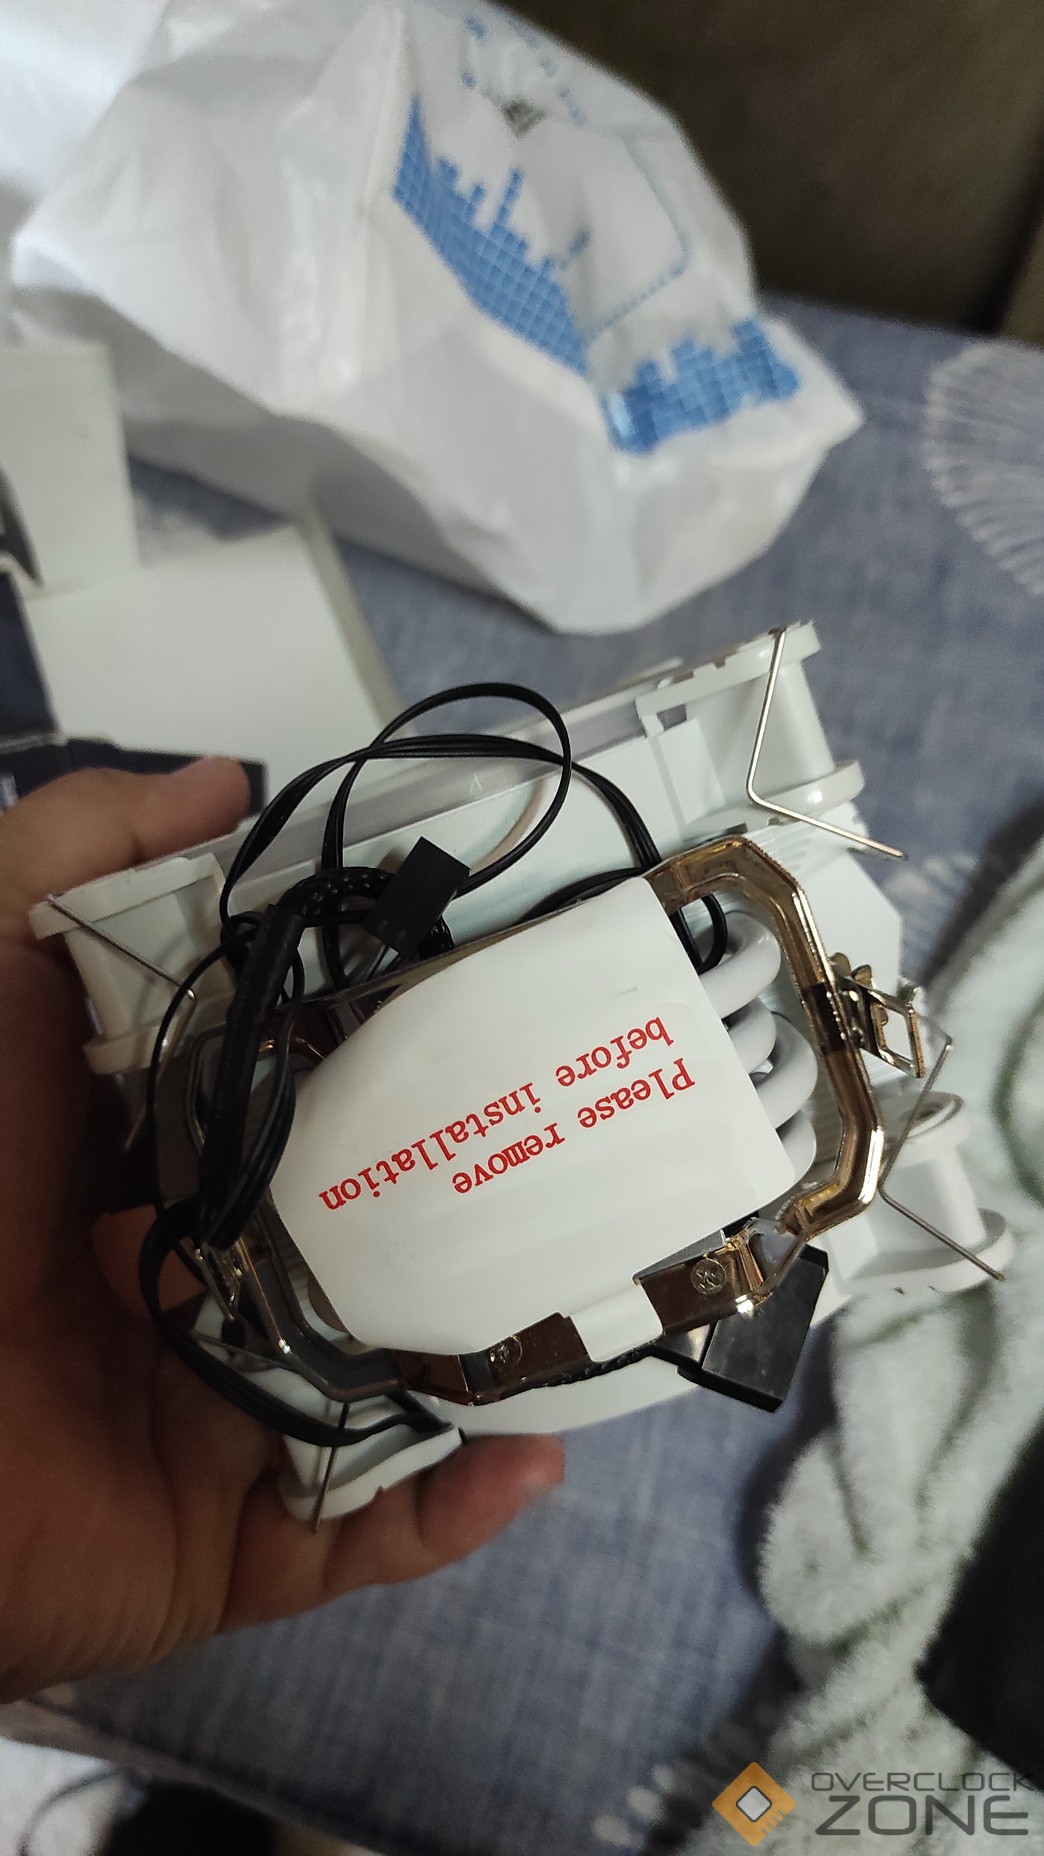 Please remove
before installation
OVERCLOCK
ZONE